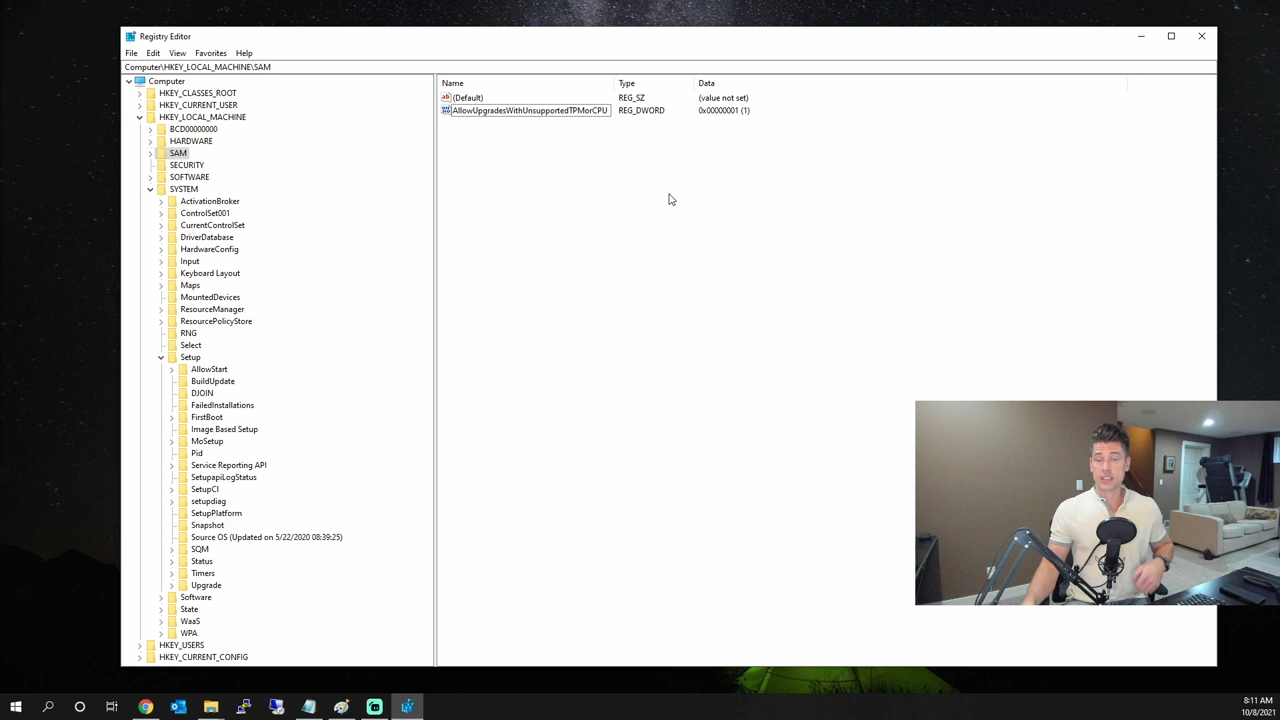 Registry Editor
File Edit View Favorites Help
Computer\HKEY_LOCAL_MACHINE\SAM
Computer
HKEY_CLASSES_ROOT
HKEY_CURRENT_USER
HKEY_LOCAL_MACHINE
BCD00000000
HARDWARE
SAM
SECURITY
SOFTWARE
SYSTEM
ActivationBroker
ControlSet001
CurrentControlSet
DriverDatabase
HardwareConfig
Input
Keyboard Layout
Maps
MountedDevices
ResourceManager
ResourcePolicyStore
RNG
Select
Setup
AllowStart
BuildUpdate
DJOIN
FailedInstallations
FirstBoot
Image Based Setup
MoSetup
Pid
Service Reporting API
SetupapiLogStatus
SetupCl
setupdiag
SetupPlatform
Snapshot
Source OS (Updated on 5/22/2020 08:39:25)
SQM
Status
Timers
Upgrade
Software
State
WaaS
WPA
HKEY_USERS
HKEY_CURRENT_CONFIG
Name Type Data
(Default) REG_SZ (value not set)
AllowUpgradesWithUnsupportedTPMorCPU REG_DWORD 0x00000001 (1)
8:11 AM
10/8/2021